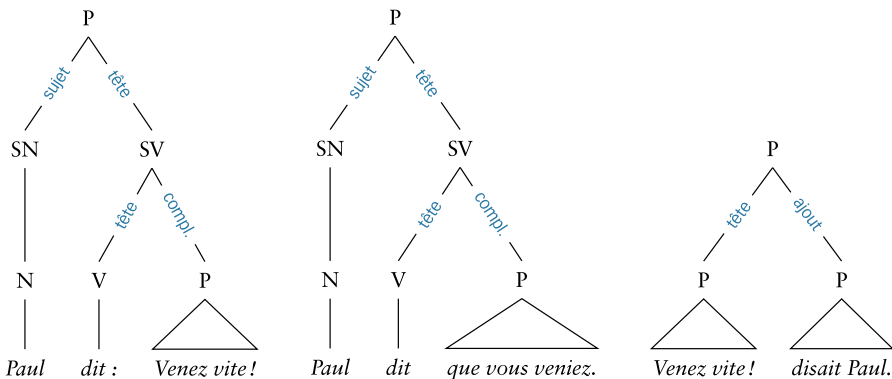 P P
sujet tête sujet tête
SN SV SN SV P
tête compl. tête compl. tête ajout
N V P N V P P P
Paul dit : Venez vite ! Paul dit que vous veniez. Venez vite ! disait Paul.